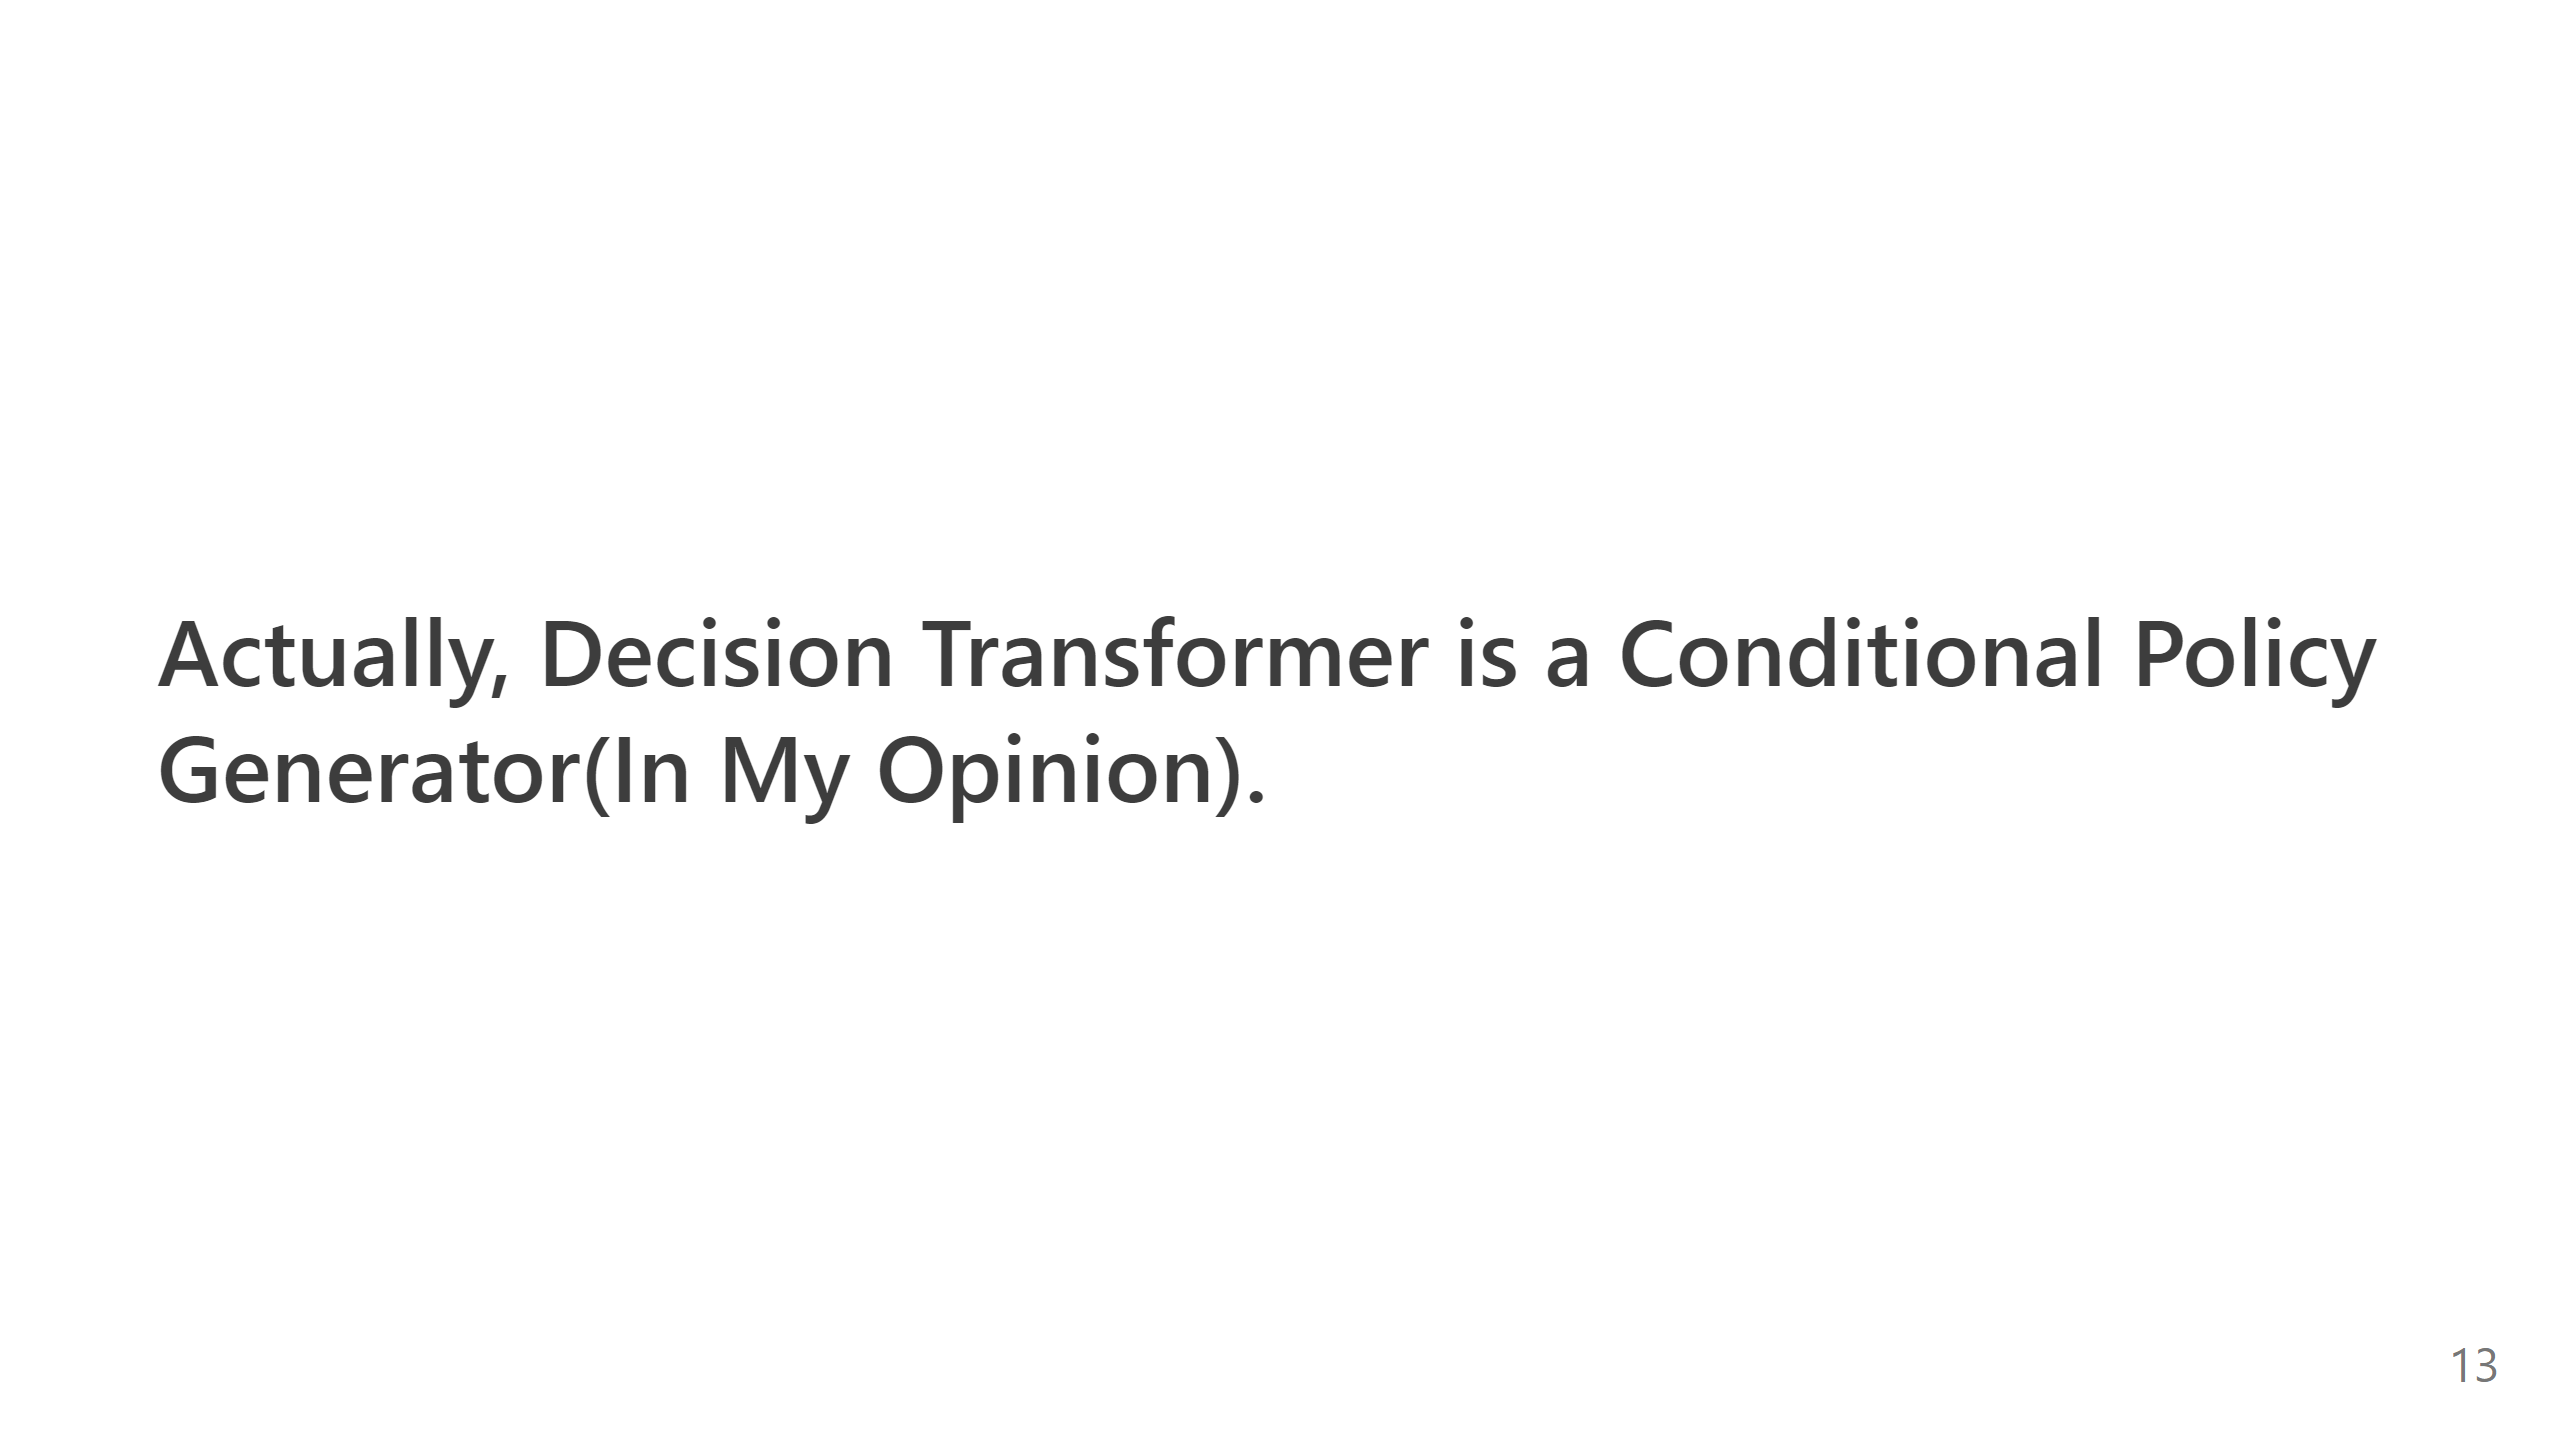 Actually, Decision Transformer is a Conditional Policy
Generator(In My Opinion).
13